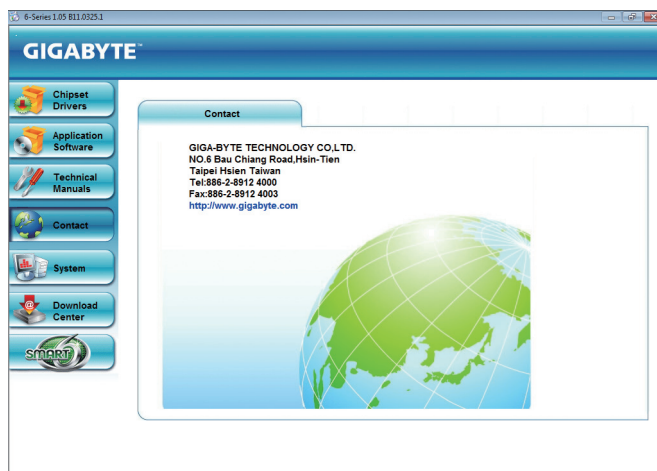 6-Series 1.05 B11.0325.1
GIGABYTE™
Chipset
Drivers
Application
Software
Technical
Manuals
Contact
System
Download
Center
SMART6
Contact
GIGA-BYTE TECHNOLOGY CO,LTD.
NO.6 Bau Chiang Road,Hsin-Tien
Taipei Hsien Taiwan
Tel:886-2-8912 4000
Fax:886-2-8912 4003
http://www.gigabyte.com